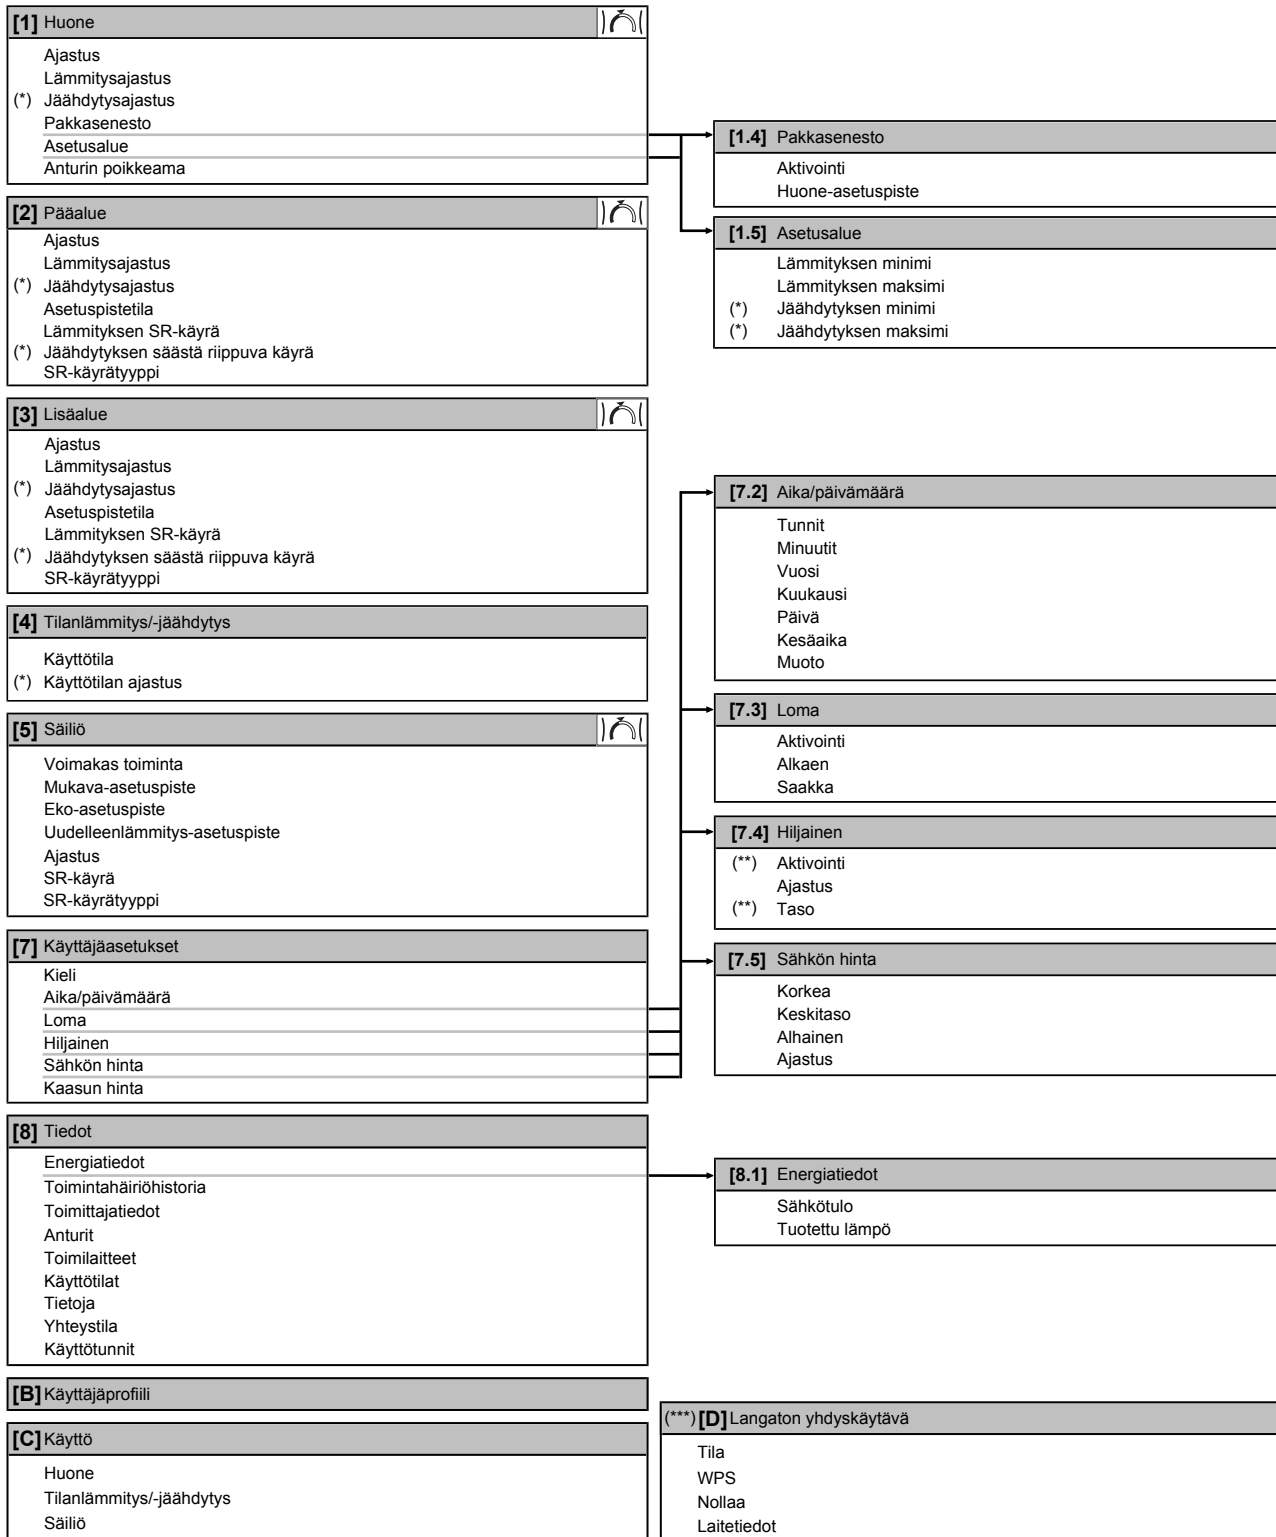 [1] Huone
Ajastus
Lämmitysajastus
(*) Jäähdytysajastus
Pakkasenesto
Asetusalue
Anturin poikkeama
[1.4] Pakkasenesto
Aktivointi
Huone-asetuspiste
[1.5] Asetusalue
Lämmityksen minimi
Lämmityksen maksimi
(*) Jäähdytyksen minimi
(*) Jäähdytyksen maksimi
[2] Pääalue
Ajastus
Lämmitysajastus
(*) Jäähdytysajastus
Asetuspistetila
Lämmityksen SR-käyrä
(*) Jäähdytyksen säästä riippuva käyrä
SR-käyrätyyppi
[3] Lisäalue
Ajastus
Lämmitysajastus
(*) Jäähdytysajastus
Asetuspistetila
Lämmityksen SR-käyrä
(*) Jäähdytyksen säästä riippuva käyrä
SR-käyrätyyppi
[4] Tilanlämmitys/-jäähdytys
Käyttötila
(*) Käyttötilan ajastus
[5] Säiliö
Voimakas toiminta
Mukava-asetuspiste
Eko-asetuspiste
Uudelleenlämmitys-asetuspiste
Ajastus
SR-käyrä
SR-käyrätyyppi
[7] Käyttäjäasetukset
Kieli
Aika/päivämäärä
Loma
Hiljainen
Sähkön hinta
Kaasun hinta
[7.2] Aika/päivämäärä
Tunnit
Minuutit
Vuosi
Kuukausi
Päivä
Kesäaika
Muoto
[7.3] Loma
Aktivointi
Alkaen
Saakka
[7.4] Hiljainen
(**) Aktivointi
Ajastus
(**) Taso
[7.5] Sähkön hinta
Korkea
Keskitaso
Alhainen
Ajastus
[8] Tiedot
Energiatiedot
Toimintahäiriöhistoria
Toimittajatiedot
Anturit
Toimilaitteet
Käyttötilat
Tietoja
Yhteystila
Käyttötunnit
[8.1] Energiatiedot
Sähkötulo
Tuotettu lämpö
[B] Käyttäjäprofiili
[C] Käyttö
Huone
Tilanlämmitys/-jäähdytys
Säiliö
(***) [D] Langaton yhdyskäytävä
Tila
WPS
Nollaa
Laitetiedot